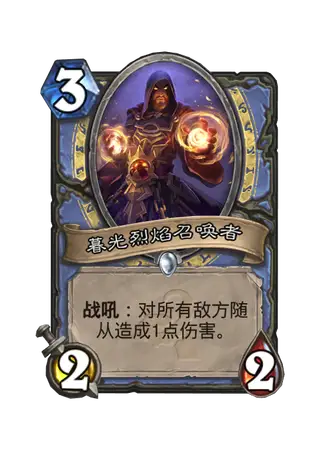 3
暮光烈焰召唤者
战吼：对所有敌方随
从造成1点伤害。
2
2